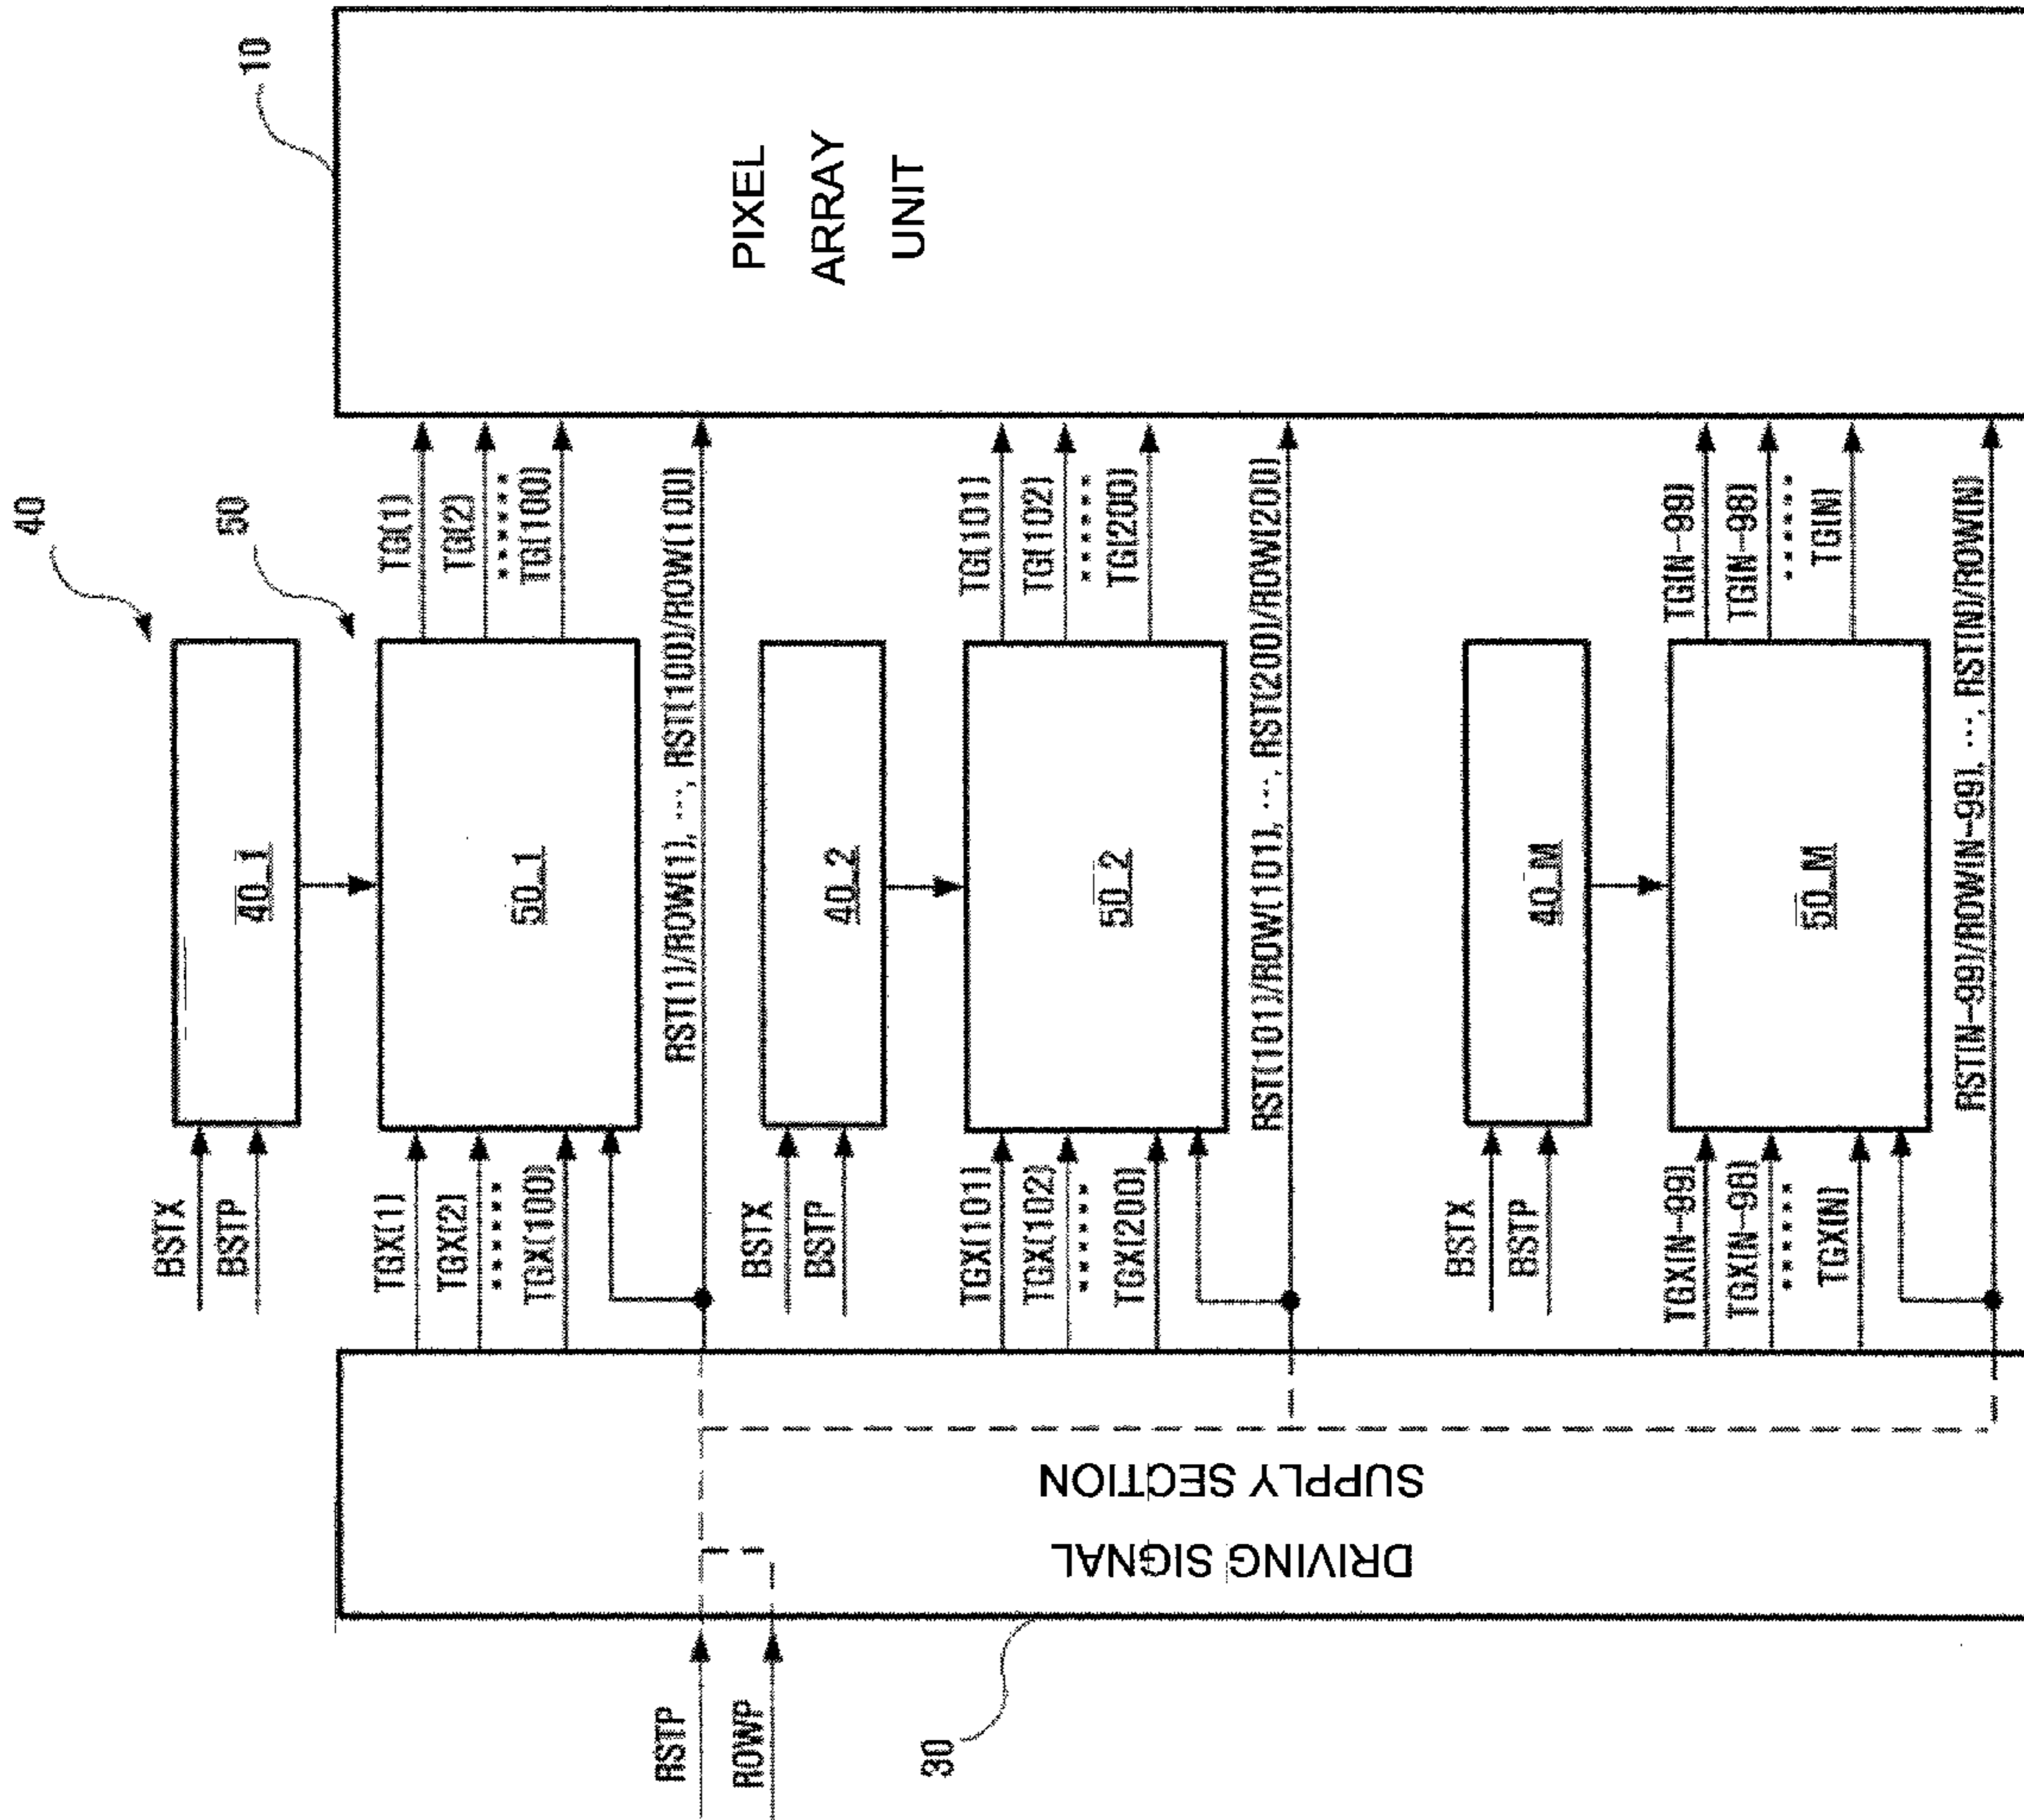 10
PIXEL
ARRAY
UNIT
40
50
TG(1)
TG(2)
TG(100)
RST(1)/ROW(1), ···, RST(100)/ROW(100)
TG(101)
TG(102)
TG(200)
RST(101)/ROW(101), ···, RST(200)/ROW(200)
TG(N-99)
TG(N-98)
TG(N)
RST(N-99)/ROW(N-99), ···, RST(N)/ROW(N)
40_1
50_1
40_2
50_2
40_M
50_M
BSTX
BSTP
TGX(1)
TGX(2)
TGX(100)
BSTX
BSTP
TGX(101)
TGX(102)
TGX(200)
BSTX
BSTP
TGX(N-99)
TGX(N-98)
TGX(N)
DRIVING SIGNAL
SUPPLY SECTION
RSTP
ROWP
30